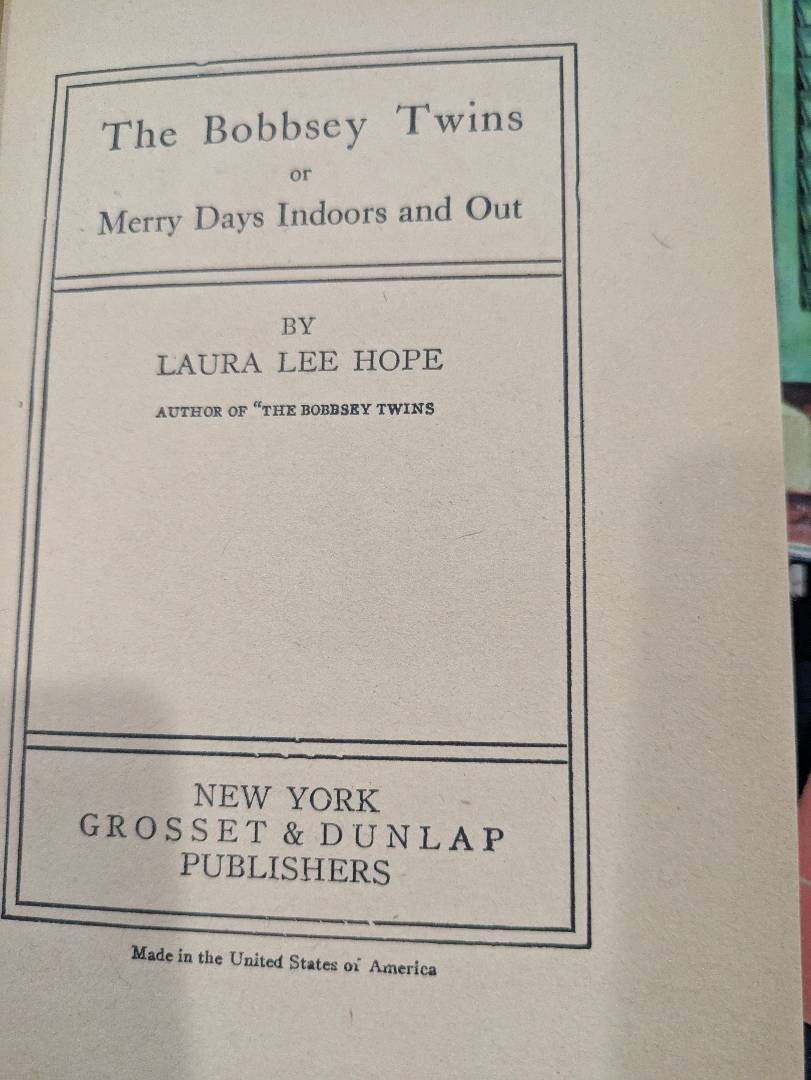 The Bobbsey Twins
or
Merry Days Indoors and Out
BY
LAURA LEE HOPE
AUTHOR OF "THE BOBBSEY TWINS
NEW YORK
GROSSET & DUNLAP
PUBLISHERS
Made in the United States of America